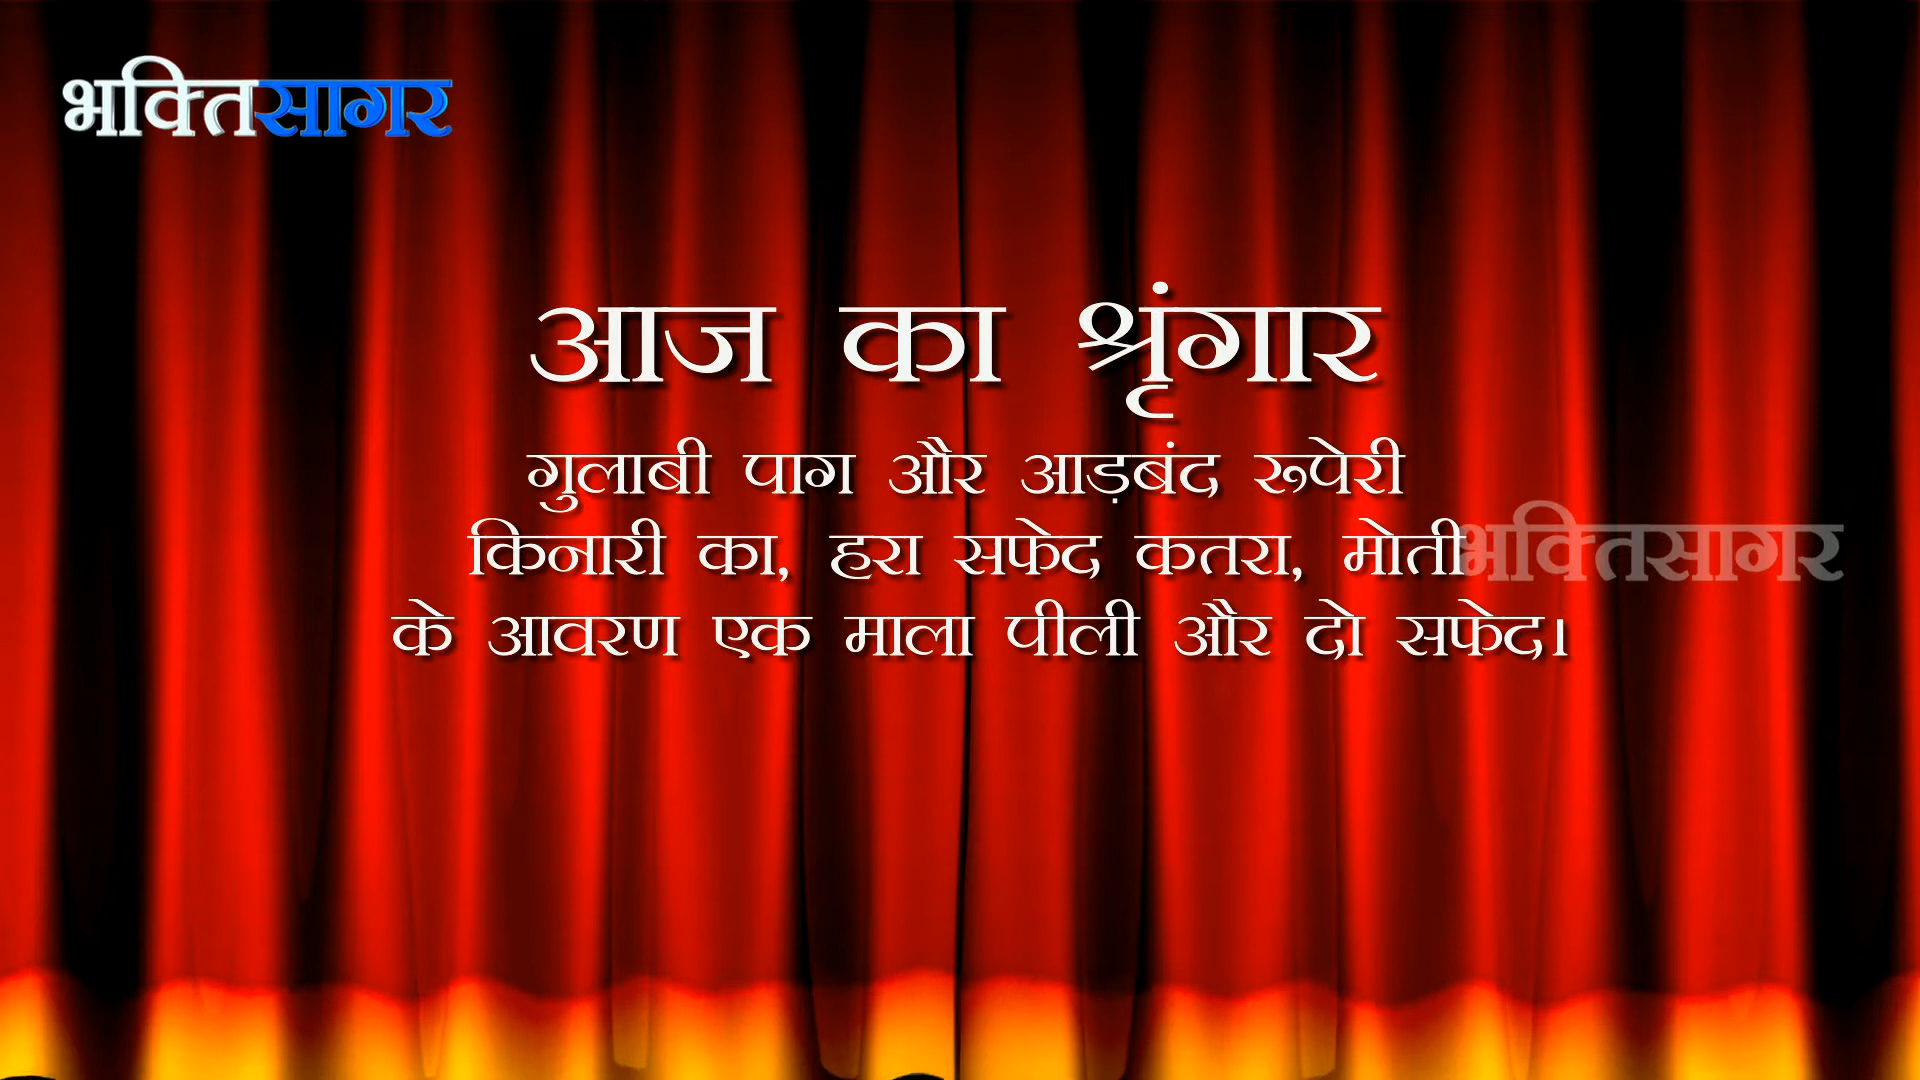 भक्तिसागर
आज का श्रृंगार
गुलाबी पाग और आड़बंद रुपेरी
किनारी का, हरा सफेद कतरा, मोती
भक्तिसागर
के आवरण एक माला पीली और दो सफेद।